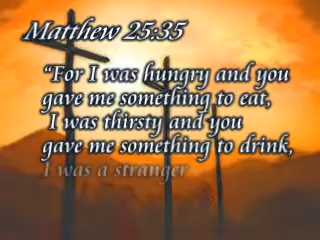 Matthew 25:35
“For I was hungry and you
gave me something to eat,
I was thirsty and you
gave me something to drink,
I was a stranger